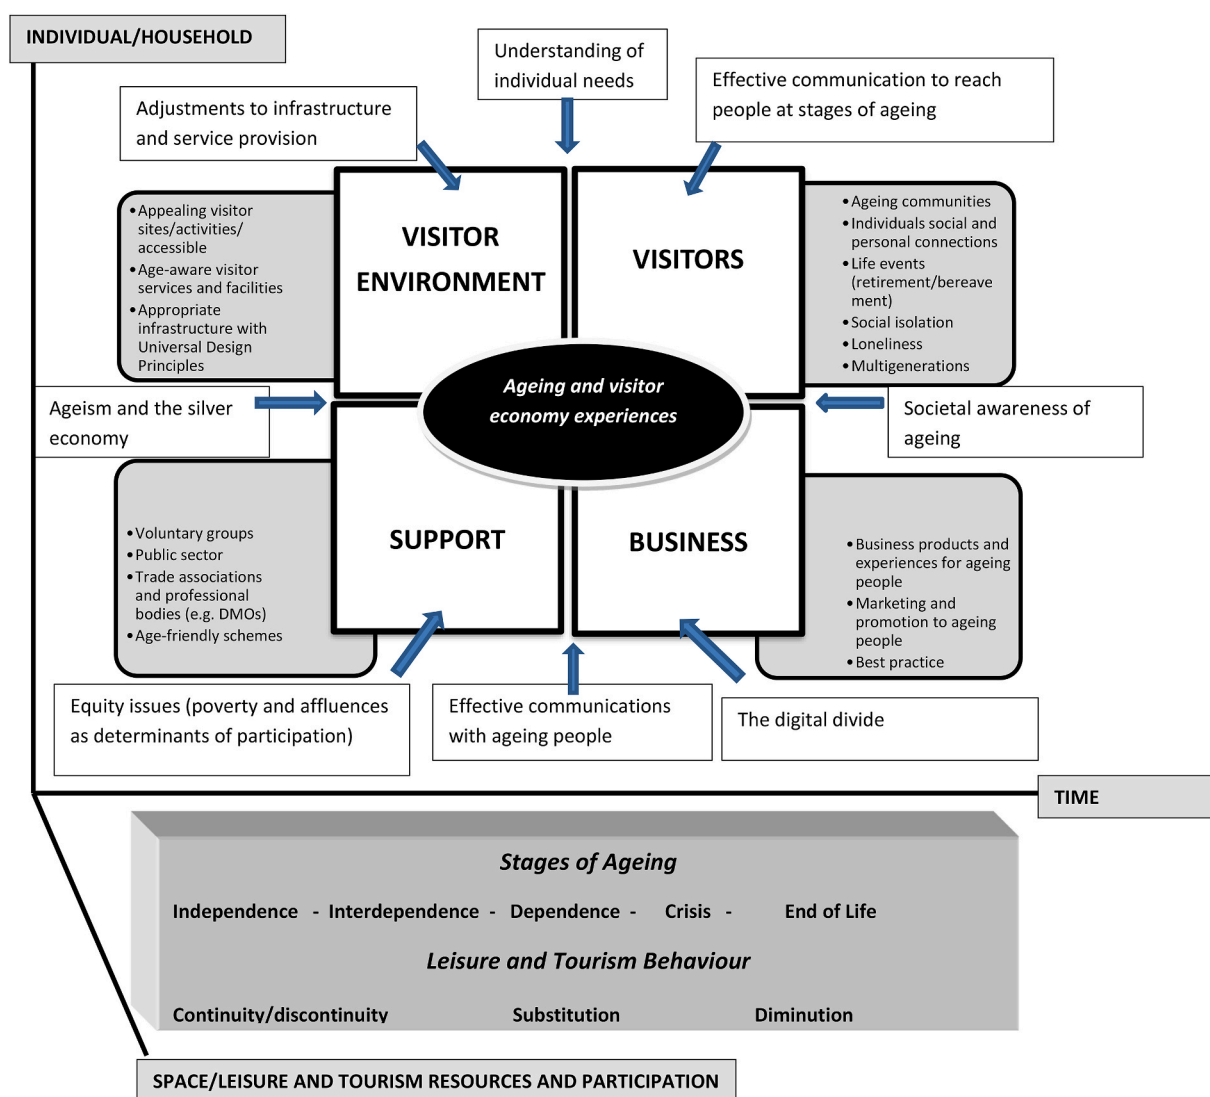 INDIVIDUAL/HOUSEHOLD
Understanding of
individual needs
Effective communication to reach
people at stages of ageing
Adjustments to infrastructure
and service provision
•Appealing visitor
sites/activities/
accessible
•Age-aware visitor
services and facilities
•Appropriate
infrastructure with
Universal Design
Principles
VISITOR
ENVIRONMENT
VISITORS
•Ageing communities
•Individuals social and
personal connections
•Life events
(retirement/bereave
ment)
•Social isolation
•Loneliness
•Multigenerations
Ageism and the silver
economy
Ageing and visitor
economy experiences
Societal awareness of
ageing
•Voluntary groups
•Public sector
•Trade associations
and professional
bodies (e.g. DMOs)
•Age-friendly schemes
SUPPORT
BUSINESS
•Business products and
experiences for ageing
people
•Marketing and
promotion to ageing
people
•Best practice
Equity issues (poverty and affluences
as determinants of participation)
Effective communications
with ageing people
The digital divide
TIME
Stages of Ageing
Independence - Interdependence - Dependence - Crisis - End of Life
Leisure and Tourism Behaviour
Continuity/discontinuity Substitution Diminution
SPACE/LEISURE AND TOURISM RESOURCES AND PARTICIPATION